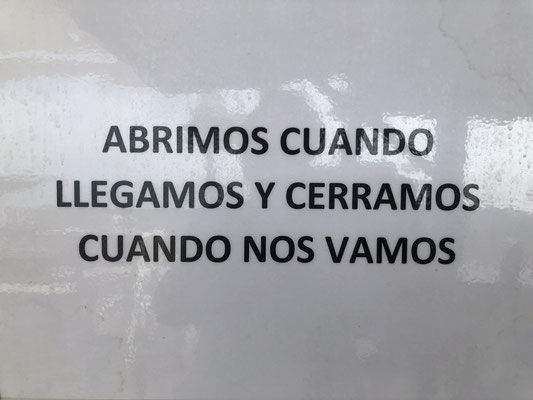 ABRIMOS CUANDO
LLEGAMOS Y CERRAMOS
CUANDO NOS VAMOS